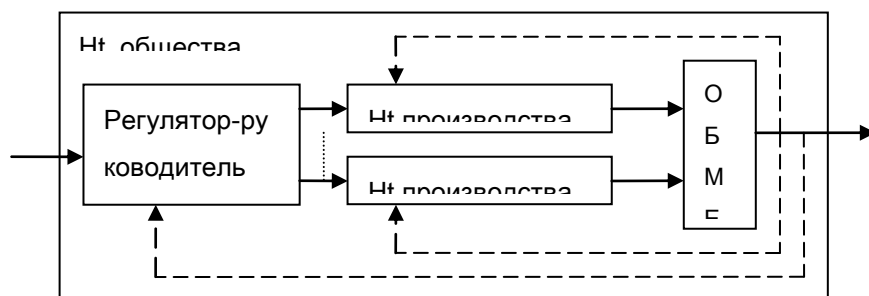 Ht общества
Регулятор-ру
ководитель
Ht производства
Ht производства
О
Б
М
Е